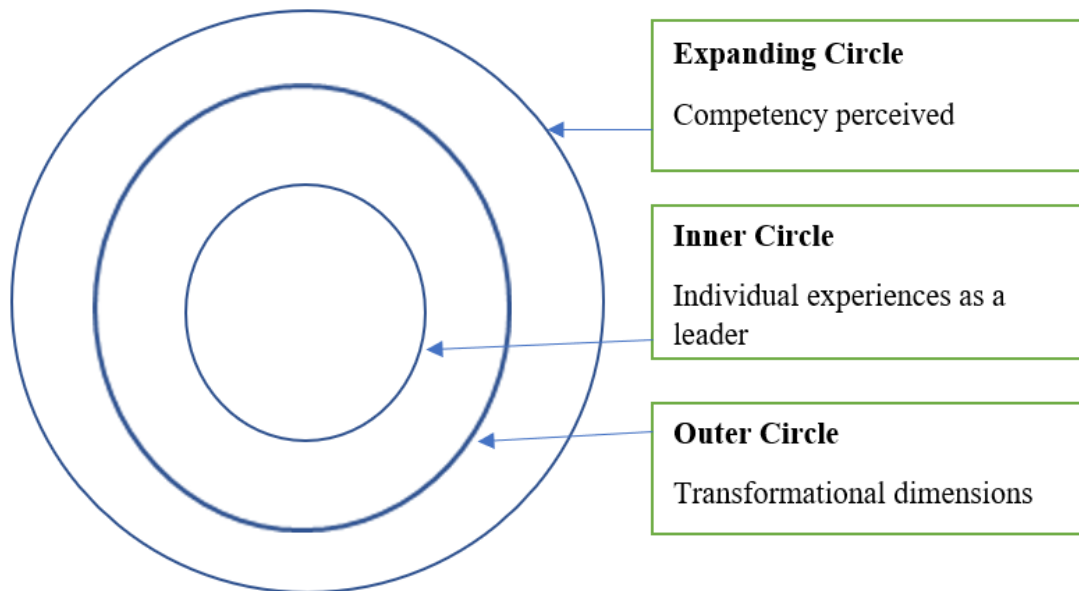 Expanding Circle
Competency perceived
Inner Circle
Individual experiences as a
leader
Outer Circle
Transformational dimensions